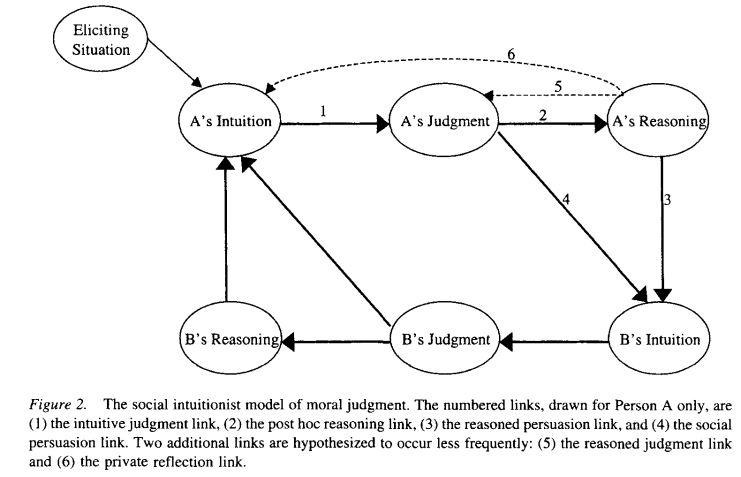 Eliciting
Situation
6
5
A's Intuition
1
A's Judgment
2
A's Reasoning
4
3
B's Reasoning
B's Judgment
B's Intuition
Figure 2. The social intuitionist model of moral judgment. The numbered links, drawn for Person A only, are
(1) the intuitive judgment link, (2) the post hoc reasoning link, (3) the reasoned persuasion link, and (4) the social
persuasion link. Two additional links are hypothesized to occur less frequently: (5) the reasoned judgment link
and (6) the private reflection link.